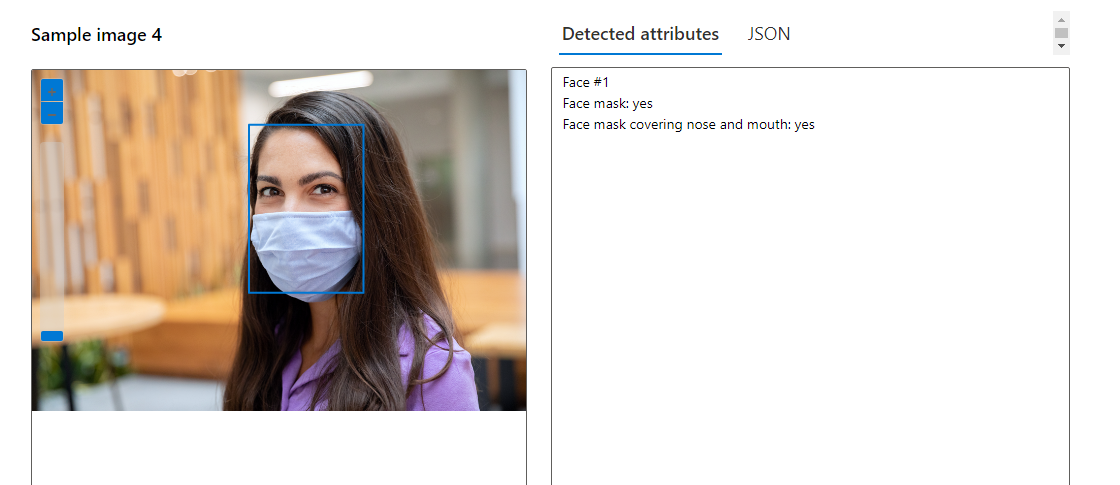 Sample image 4
Detected attributes
JSON
Face #1
Face mask: yes
Face mask covering nose and mouth: yes